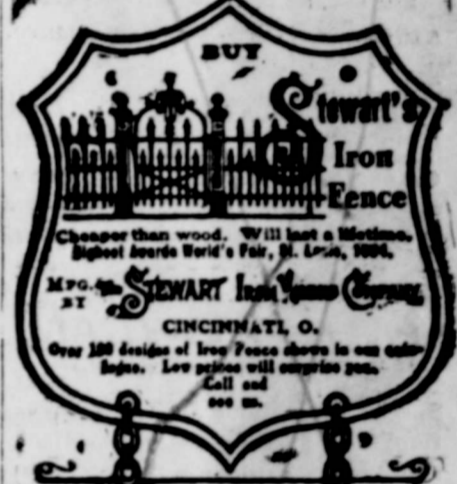 BUY
Stewart's
Iron
Fence
Cheaper than wood. Will last a lifetime.
Highest Awards World's Fair, St. Louis, 1904.
MFG. BY The STEWART IRON WORKS COMPANY
CINCINNATI, O.
Over 100 designs of Iron Fence shown in our cata-
logue. Low prices will surprise you.
Call and
see us.